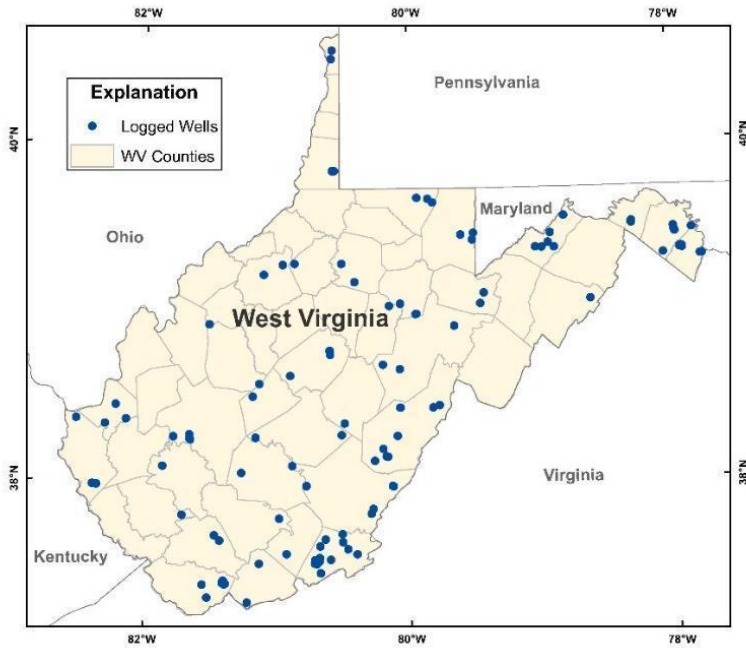 82°W 80°W 78°W
Pennsylvania
Explanation
Logged Wells
WV Counties
40°N 40°N
Maryland
Ohio
West Virginia
38°N 38°N
Virginia
Kentucky
82°W 80°W 78°W